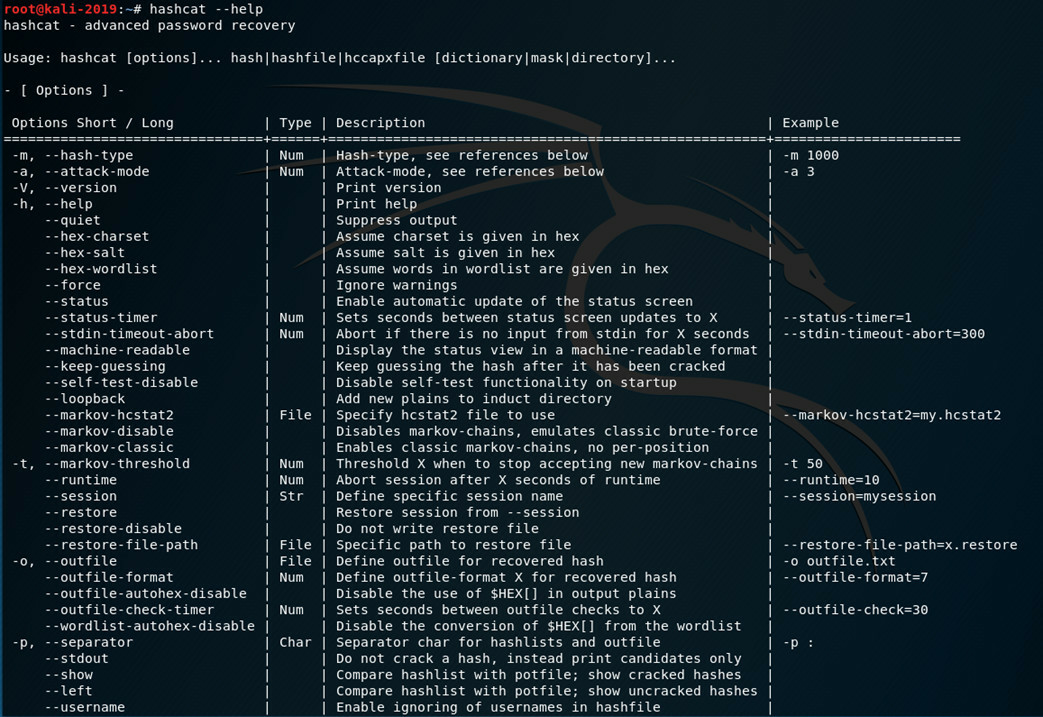 root@kali-2019:~# hashcat --help
hashcat - advanced password recovery

Usage: hashcat [options]... hash|hashfile|hccapxfile [dictionary|mask|directory]...

- [ Options ] -

 Options Short / Long           | Type | Description                                          | Example
================================+======+======================================================+=======================
 -m, --hash-type                | Num  | Hash-type, see references below                      | -m 1000
 -a, --attack-mode              | Num  | Attack-mode, see references below                    | -a 3
 -V, --version                  |      | Print version                                        |
 -h, --help                     |      | Print help                                           |
     --quiet                    |      | Suppress output                                      |
     --hex-charset              |      | Assume charset is given in hex                       |
     --hex-salt                 |      | Assume salt is given in hex                          |
     --hex-wordlist             |      | Assume words in wordlist are given in hex            |
     --force                    |      | Ignore warnings                                      |
     --status                   |      | Enable automatic update of the status screen         |
     --status-timer             | Num  | Sets seconds between status screen updates to X      | --status-timer=1
     --stdin-timeout-abort      | Num  | Abort if there is no input from stdin for X seconds  | --stdin-timeout-abort=300
     --machine-readable         |      | Display the status view in a machine-readable format |
     --keep-guessing            |      | Keep guessing the hash after it has been cracked     |
     --self-test-disable        |      | Disable self-test functionality on startup           |
     --loopback                 |      | Add new plains to induct directory                   |
     --markov-hcstat2           | File | Specify hcstat2 file to use                          | --markov-hcstat2=my.hcstat2
     --markov-disable           |      | Disables markov-chains, emulates classic brute-force |
     --markov-classic           |      | Enables classic markov-chains, no per-position       |
 -t, --markov-threshold         | Num  | Threshold X when to stop accepting new markov-chains | -t 50
     --runtime                  | Num  | Abort session after X seconds of runtime             | --runtime=10
     --session                  | Str  | Define specific session name                         | --session=mysession
     --restore                  |      | Restore session from --session                       |
     --restore-disable          |      | Do not write restore file                            |
     --restore-file-path        | File | Specific path to restore file                        | --restore-file-path=x.restore
 -o, --outfile                  | File | Define outfile for recovered hash                    | -o outfile.txt
     --outfile-format           | Num  | Define outfile-format X for recovered hash           | --outfile-format=7
     --outfile-autohex-disable  |      | Disable the use of $HEX[] in output plains           |
     --outfile-check-timer      | Num  | Sets seconds between outfile checks to X             | --outfile-check=30
     --wordlist-autohex-disable |      | Disable the conversion of $HEX[] from the wordlist   |
 -p, --separator                | Char | Separator char for hashlists and outfile             | -p :
     --stdout                   |      | Do not crack a hash, instead print candidates only   |
     --show                     |      | Compare hashlist with potfile; show cracked hashes   |
     --left                     |      | Compare hashlist with potfile; show uncracked hashes |
     --username                 |      | Enable ignoring of usernames in hashfile             |